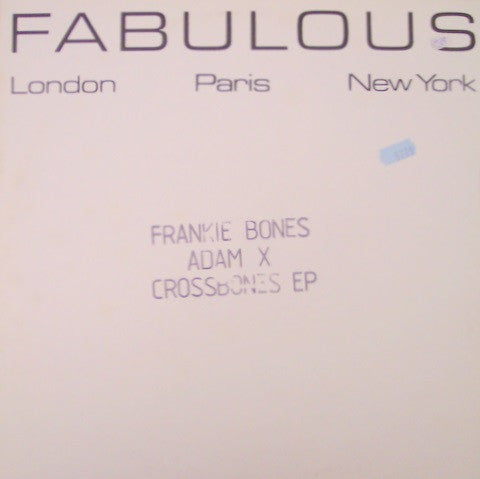 FABULOUS
London Paris New York
FRANKIE BONES
ADAM X
CROSSBONES EP